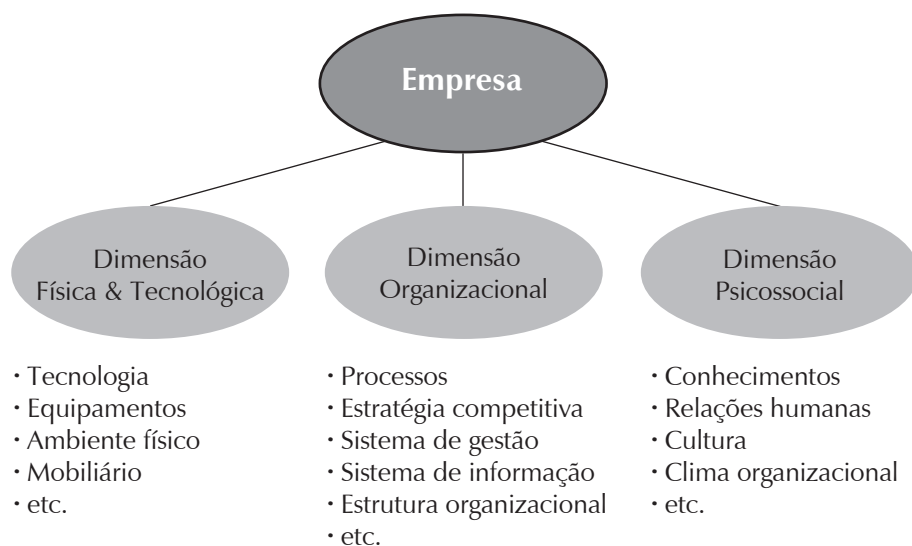 Empresa
Dimensão
Física & Tecnológica
Dimensão
Organizacional
Dimensão
Psicossocial
· Tecnologia
· Equipamentos
· Ambiente físico
· Mobiliário
· etc.
· Processos
· Estratégia competitiva
· Sistema de gestão
· Sistema de informação
· Estrutura organizacional
· etc.
· Conhecimentos
· Relações humanas
· Cultura
· Clima organizacional
· etc.